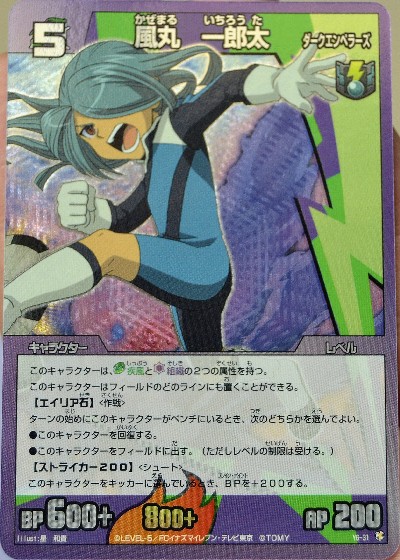 5
風丸 一郎太
かぜまる いちろうた
ダークエンペラーズ
キャラクター
レベル
このキャラクターは、疾風と組織の2つの属性を持つ。
このキャラクターはフィールドのどのラインにも置くことができる。
【エイリア石】<作戦>
ターンの始めにこのキャラクターがベンチにいるとき、次のどちらかを選んでよい。
●このキャラクターを回復する。
●このキャラクターをフィールドに出す。(ただしレベルの制限は受ける。)
【ストライカー200】<シュート>
このキャラクターをキッカーに選んでいるとき、BPを+200する。
BP 600+
800+
AP 200
Illust:星 和貴
©LEVEL-5/FCイナズマイレブン・テレビ東京 ©TOMY
YG-31